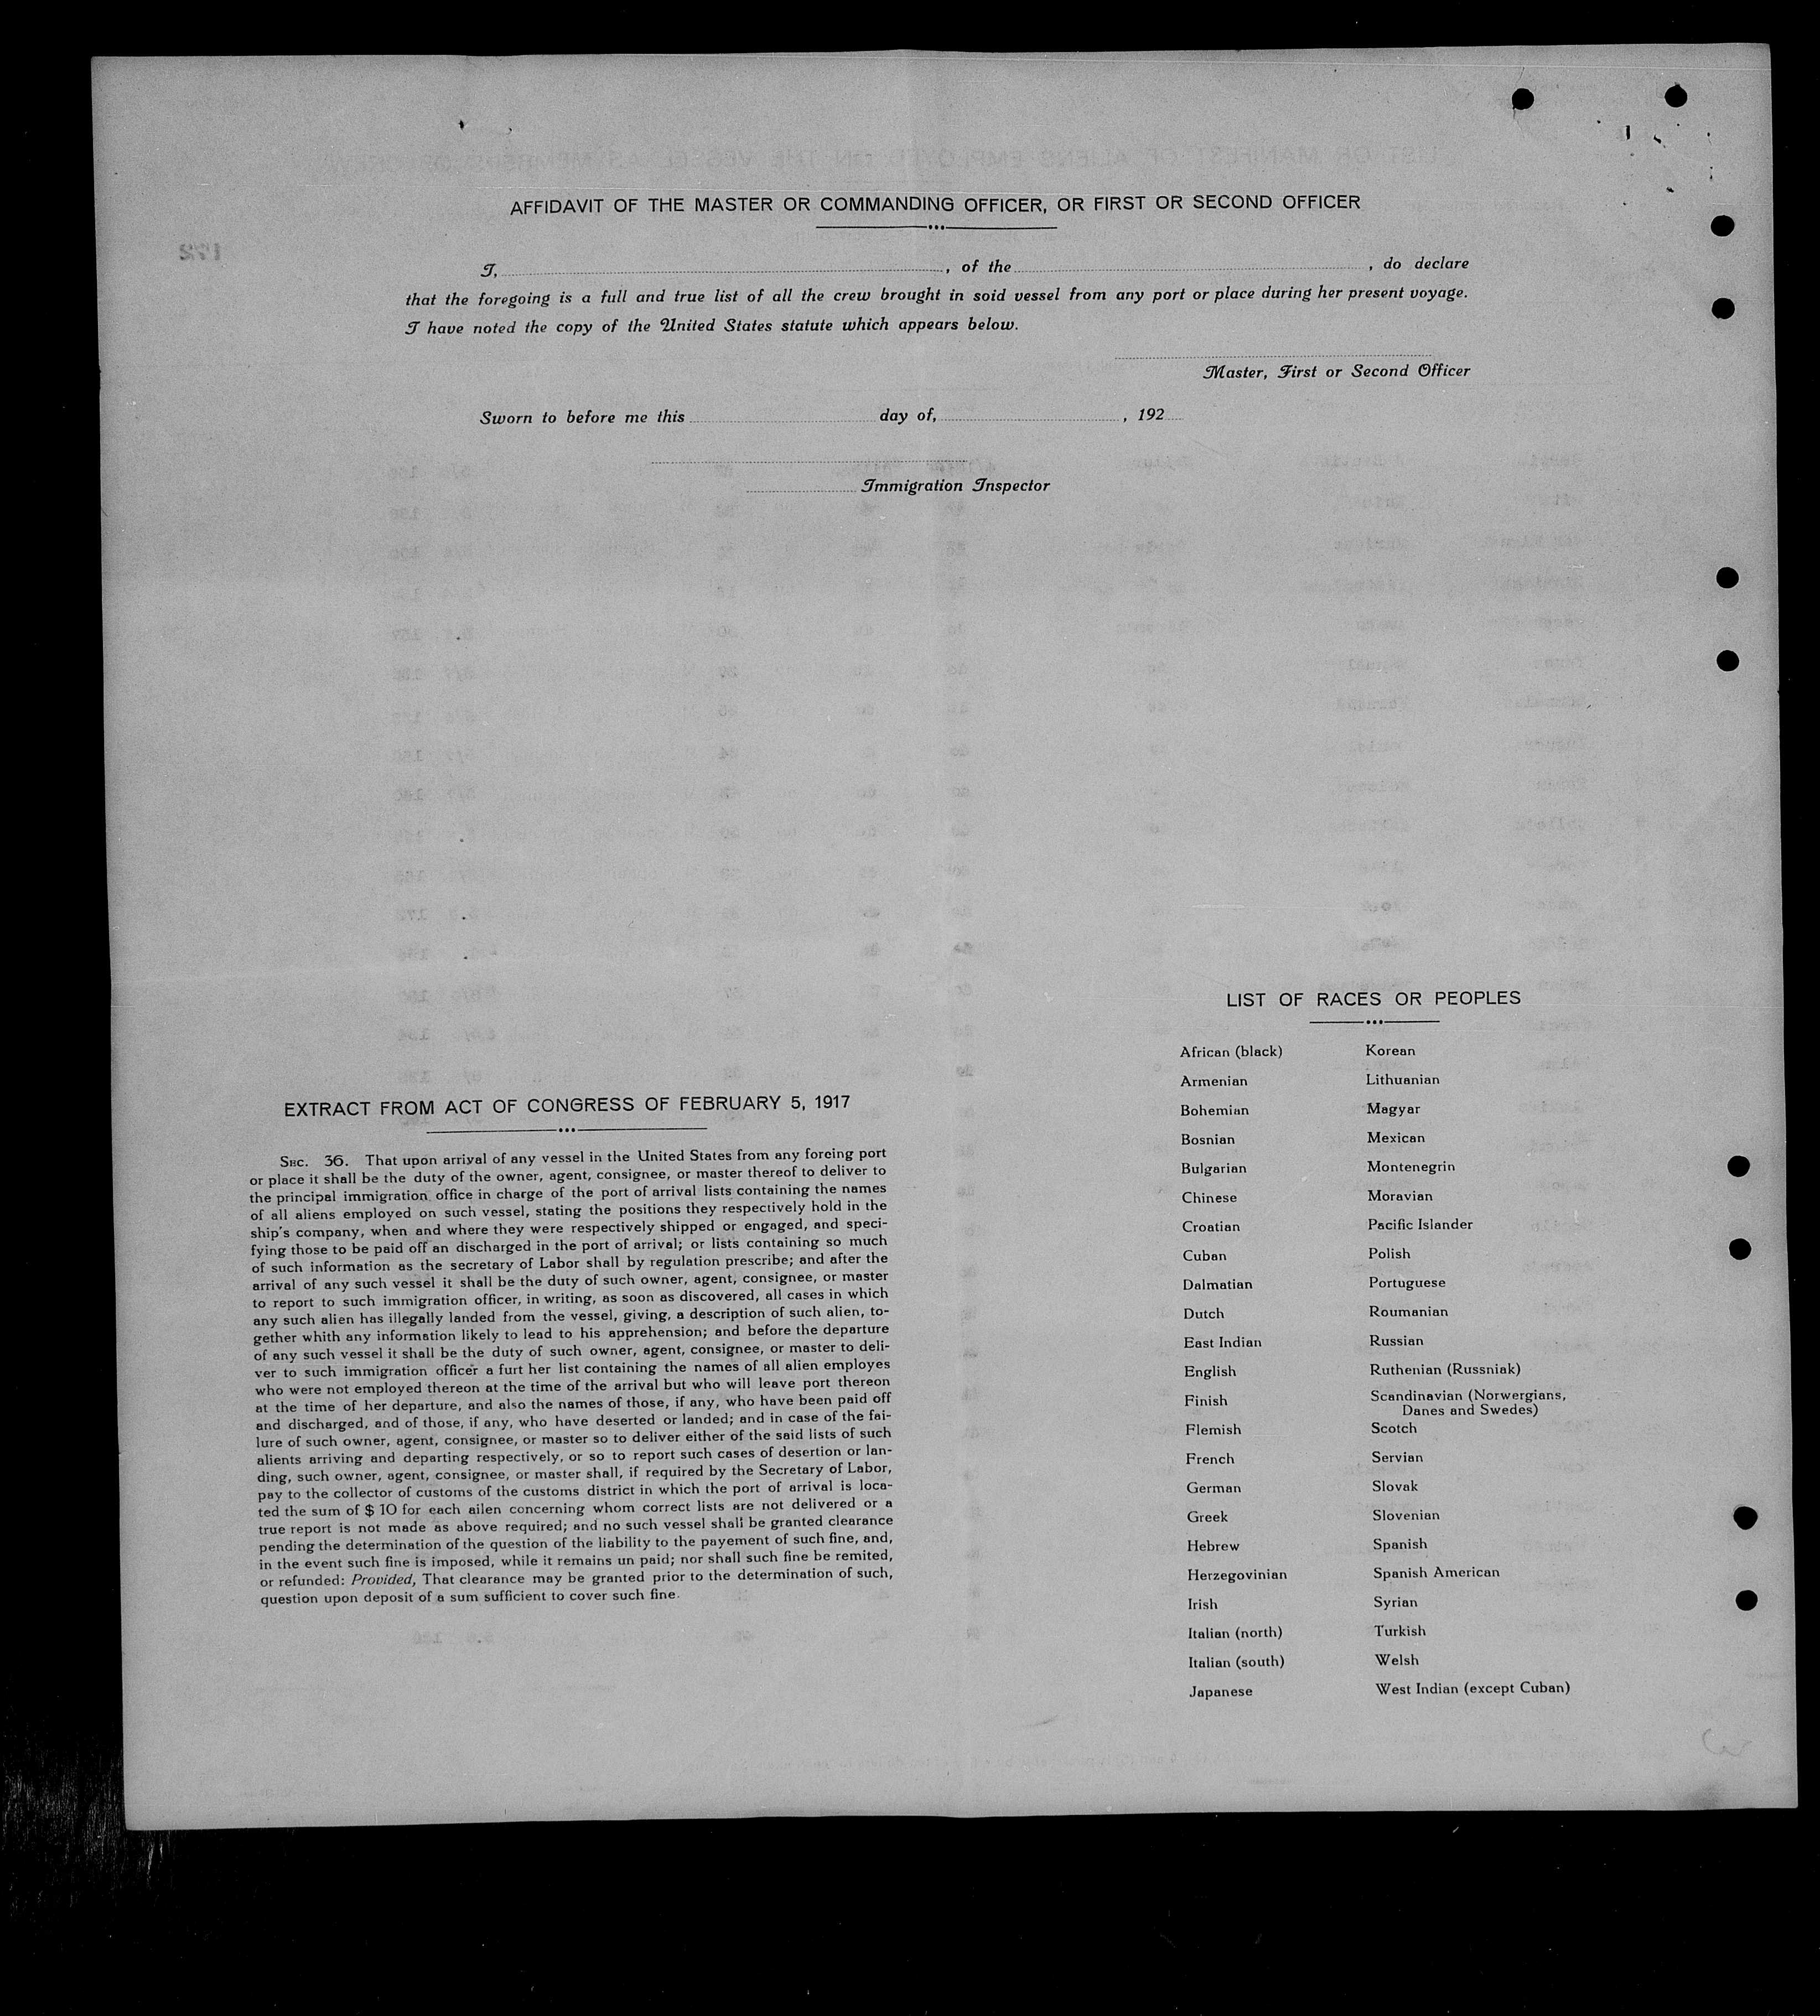 AFFIDAVIT OF THE MASTER OR COMMANDING OFFICER, OR FIRST OR SECOND OFFICER
I, , of the , do declare
that the foregoing is a full and true list of all the crew brought in soid vessel from any port or place during her present voyage.
I have noted the copy of the United States statute which appears below.
Master, First or Second Officer
Sworn to before me this day of, , 192
Immigration Inspector
EXTRACT FROM ACT OF CONGRESS OF FEBRUARY 5, 1917
SEC. 36. That upon arrival of any vessel in the United States from any forcing port
or place it shall be the duty of the owner, agent, consignee, or master thereof to deliver to
the principal immigration office in charge of the port of arrival lists containing the names
of all aliens employed on such vessel, stating the positions they respectively hold in the
ship's company, when and where they were respectively shipped or engaged, and speci-
fying those to be paid off an discharged in the port of arrival; or lists containing so much
of such information as the secretary of Labor shall by regulation prescribe; and after the
arrival of any such vessel it shall be the duty of such owner, agent, consignee, or master
to report to such immigration officer, in writing, as soon as discovered, all cases in which
any such alien has illegally landed from the vessel, giving, a description of such alien, to-
gether whith any information likely to lead to his apprehension; and before the departure
of any such vessel it shall be the duty of such owner, agent, consignee, or master to deli-
ver to such immigration officer a furt her list containing the names of all alien employes
who were not employed thereon at the time of the arrival but who will leave port thereon
at the time of her departure, and also the names of those, if any, who have been paid off
and discharged, and of those, if any, who have deserted or landed; and in case of the fai-
lure of such owner, agent, consignee, or master so to deliver either of the said lists of such
alients arriving and departing respectively, or so to report such cases of desertion or lan-
ding, such owner, agent, consignee, or master shall, if required by the Secretary of Labor,
pay to the collector of customs of the customs district in which the port of arrival is loca-
ted the sum of $ 10 for each ailen concerning whom correct lists are not delivered or a
true report is not made as above required; and no such vessel shall be granted clearance
pending the determination of the question of the liability to the payement of such fine, and,
in the event such fine is imposed, while it remains un paid; nor shall such fine be remited,
or refunded: Provided, That clearance may be granted prior to the determination of such,
question upon deposit of a sum sufficient to cover such fine.
LIST OF RACES OR PEOPLES
African (black)
Armenian
Bohemian
Bosnian
Bulgarian
Chinese
Croatian
Cuban
Dalmatian
Dutch
East Indian
English
Finish
Flemish
French
German
Greek
Hebrew
Herzegovinian
Irish
Italian (north)
Italian (south)
Japanese
Korean
Lithuanian
Magyar
Mexican
Montenegrin
Moravian
Pacific Islander
Polish
Portuguese
Roumanian
Russian
Ruthenian (Russniak)
Scandinavian (Norwergians,
Danes and Swedes)
Scotch
Servian
Slovak
Slovenian
Spanish
Spanish American
Syrian
Turkish
Welsh
West Indian (except Cuban)